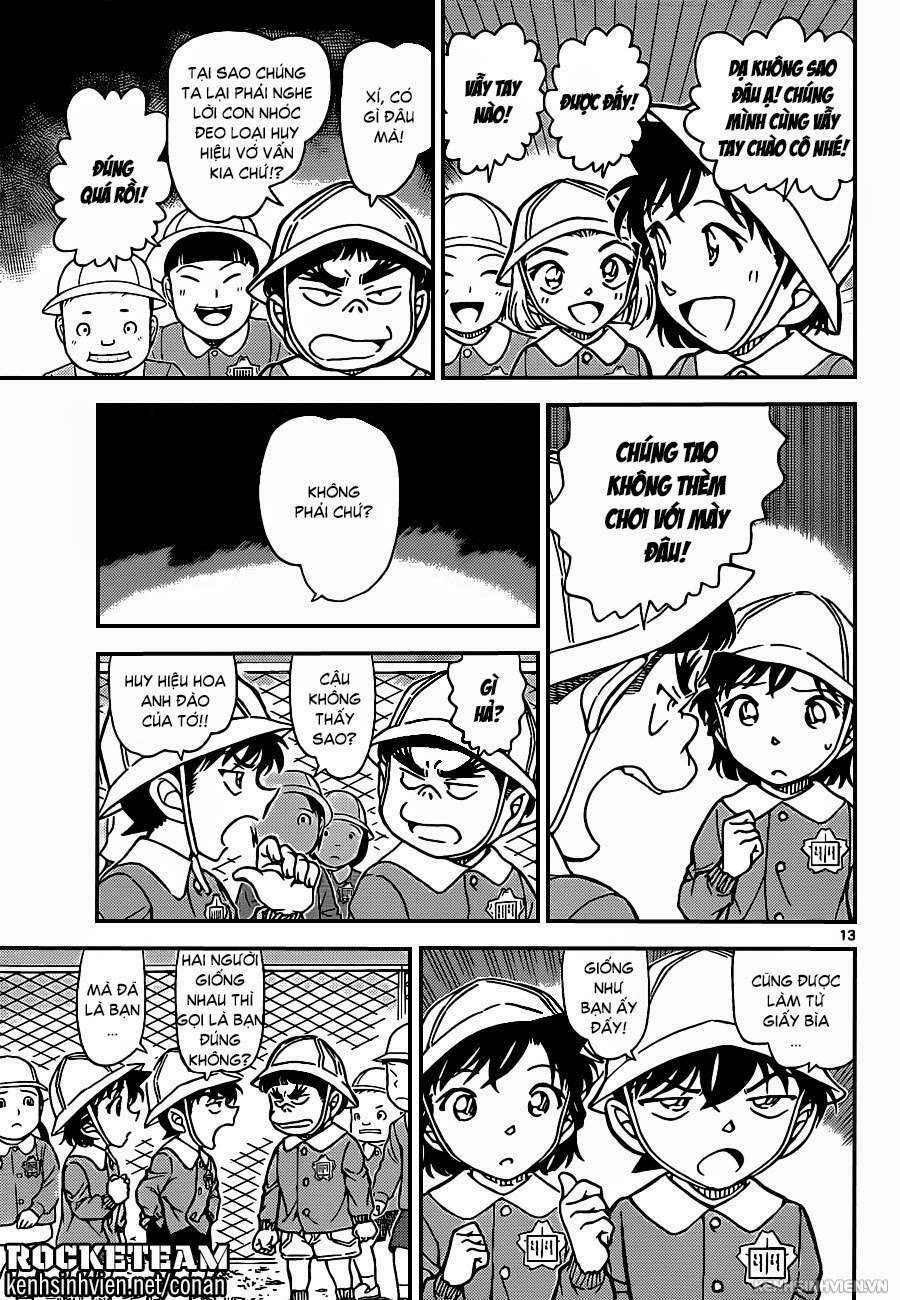 DẠ KHÔNG SAO
ĐÂU Ạ! CHÚNG
MÌNH CÙNG VẪY
TAY CHÀO CÔ NHÉ!
ĐƯỢC ĐẤY!
VẪY TAY
NÀO!
XÍ, CÓ
GÌ ĐÂU
MÀ!
TẠI SAO CHÚNG
TA LẠI PHẢI NGHE
LỜI CON NHÓC
ĐEO LOẠI HUY
HIỆU VỚ VẨN
KIA CHỨ!?
ĐÚNG
QUÁ RỒI!
CHÚNG TAO
KHÔNG THÈM
CHƠI VỚI MÀY
ĐÂU!
KHÔNG
PHẢI CHỨ?
GÌ
HẢ?
CẬU
KHÔNG
THẤY
SAO?
HUY HIỆU HOA
ANH ĐÀO
CỦA TỚ!!
13
CŨNG ĐƯỢC
LÀM TỪ
GIẤY BÌA
...
GIỐNG
NHƯ
BẠN ẤY
ĐẤY!
HAI NGƯỜI
GIỐNG
NHAU THÌ
GỌI LÀ BẠN
ĐÚNG
KHÔNG?
MÀ ĐÃ
LÀ BẠN
...
ROCKETEAM
kenhsinhvien.net/conan
KENHSINHVIEN.VN